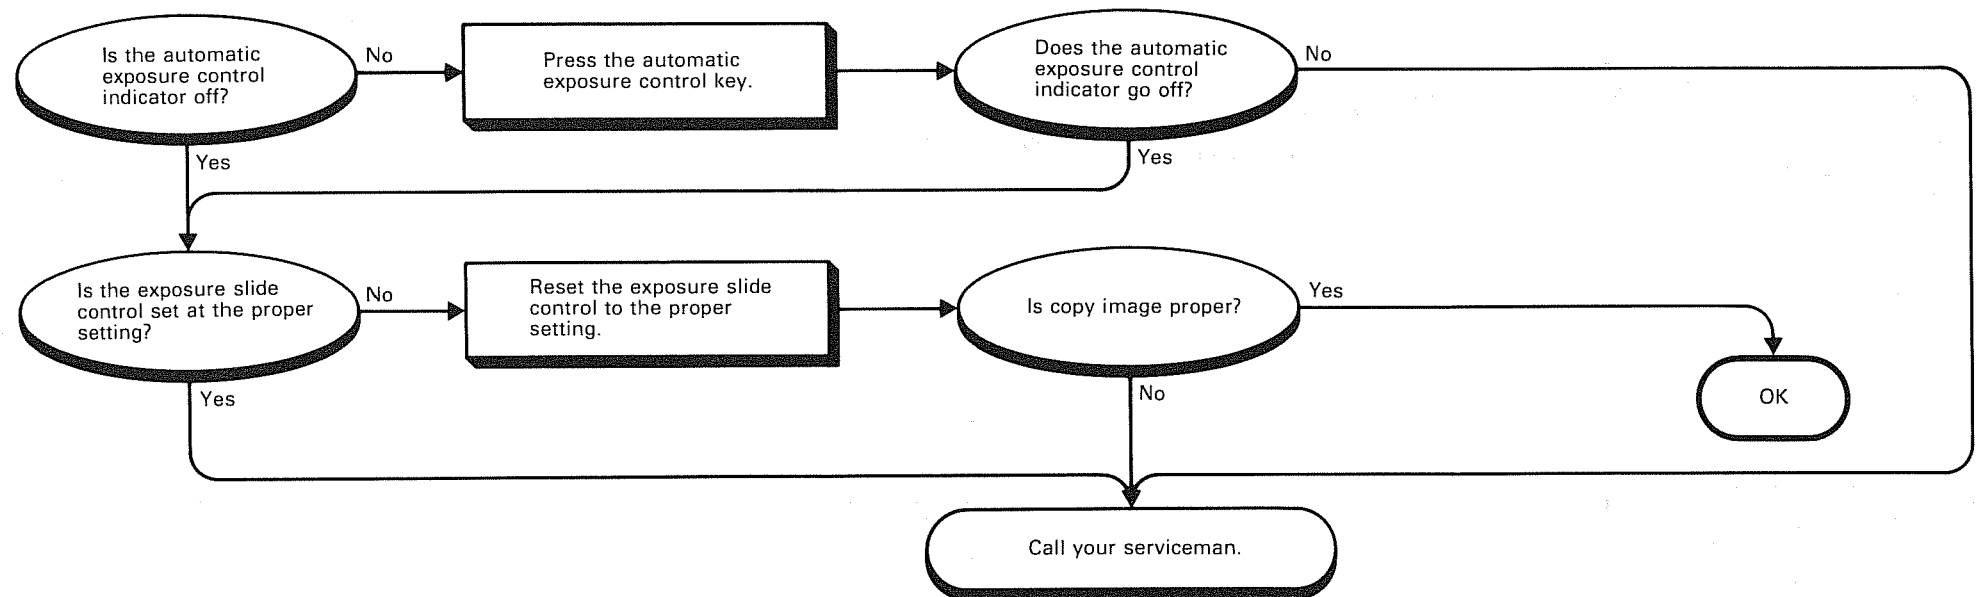 Is the automatic
exposure control
indicator off?
No
Press the automatic
exposure control key.
Does the automatic
exposure control
indicator go off?
No
Yes
Yes
Is the exposure slide
control set at the proper
setting?
No
Reset the exposure slide
control to the proper
setting.
Is copy image proper?
Yes
OK
Yes
No
Call your serviceman.